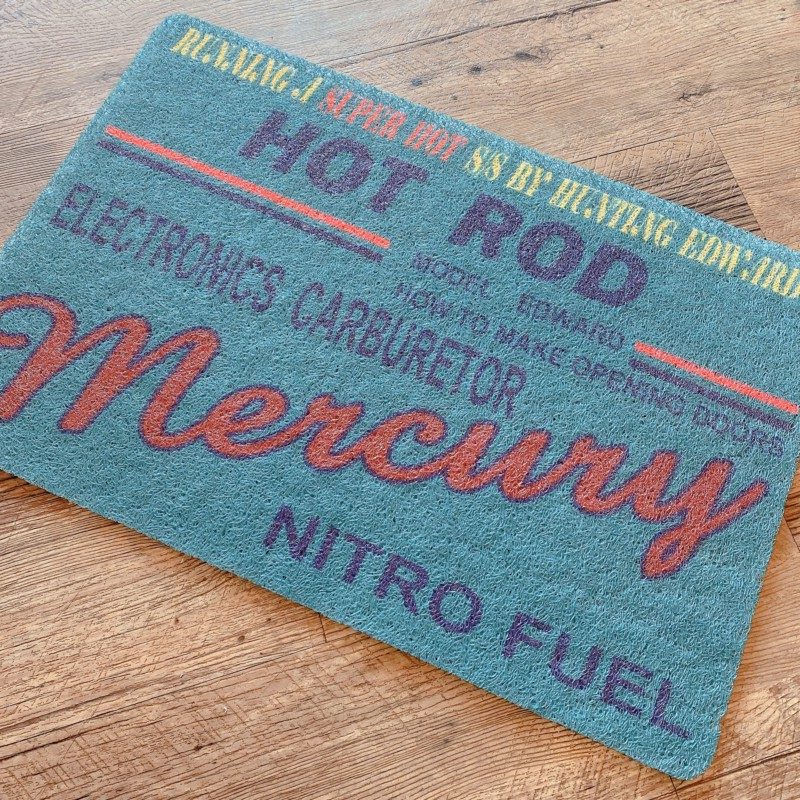 RUNNING A SUPER HOT SS BY HUNTING EDWARD
HOT ROD
MODEL EDWARD
HOW TO MAKE OPENING DOORS
ELECTRONICS CARBURETOR
Mercury
NITRO FUEL